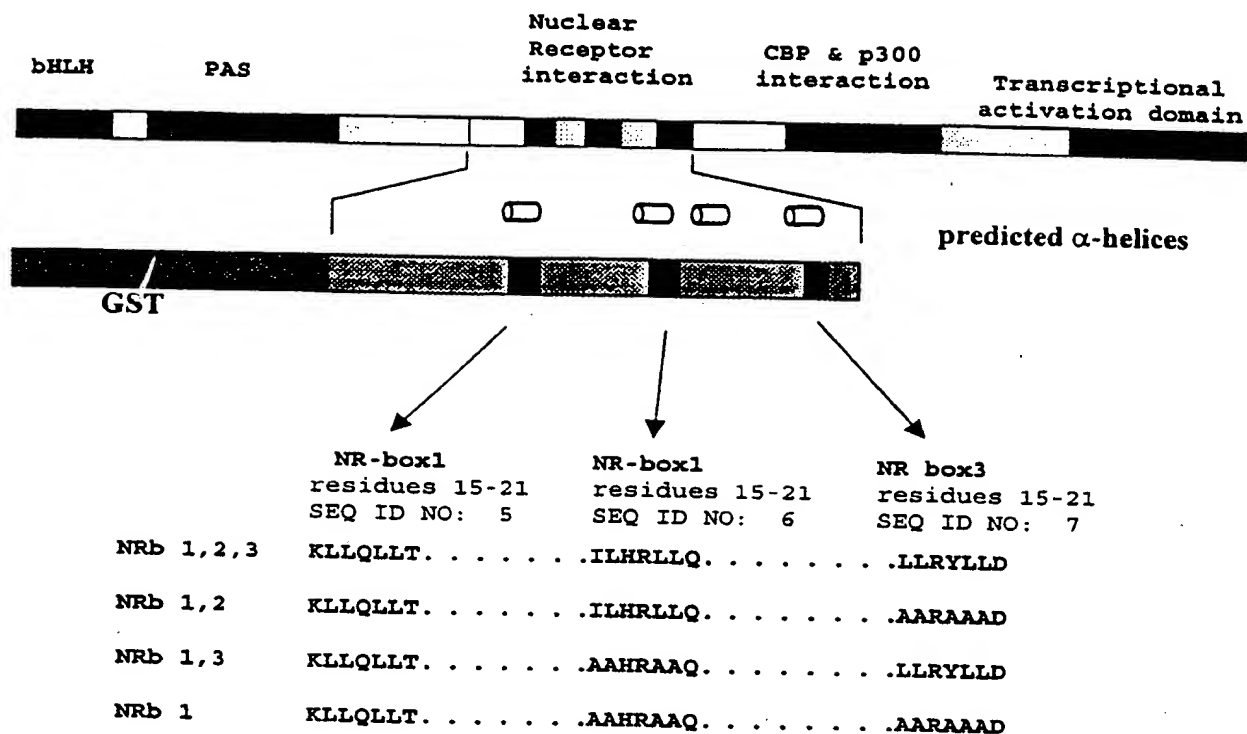 Nuclear
Receptor
interaction
bHLH
PAS
CBP & p300
interaction
Transcriptional
activation domain
predicted α-helices
GST
NR-box1
residues 15-21
SEQ ID NO: 5
NR-box1
residues 15-21
SEQ ID NO: 6
NR box3
residues 15-21
SEQ ID NO: 7
NRb 1,2,3 KLLQLLT. . . . . . .ILHRLLQ. . . . . . . .LLRYLLD
NRb 1,2 KLLQLLT. . . . . . .ILHRLLQ. . . . . . . .AARAAAD
NRb 1,3 KLLQLLT. . . . . . .AAHRAAQ. . . . . . . .LLRYLLD
NRb 1 KLLQLLT. . . . . . .AAHRAAQ. . . . . . . .AARAAAD